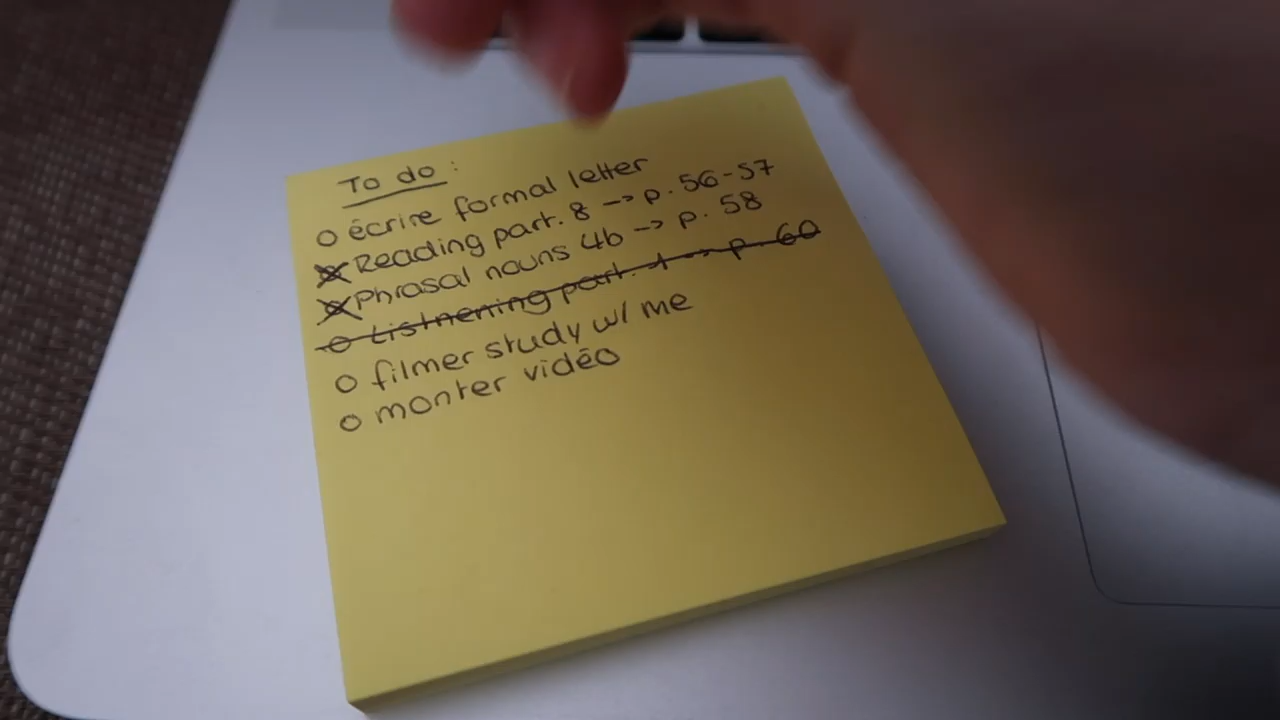 To do :
o écrire formal letter
Reading part. 8 -> p. 56-57
Phrasal nouns 4b -> p. 58
o Listnening part. 1 -> p. 60
o filmer study w/ me
o monter vidéo